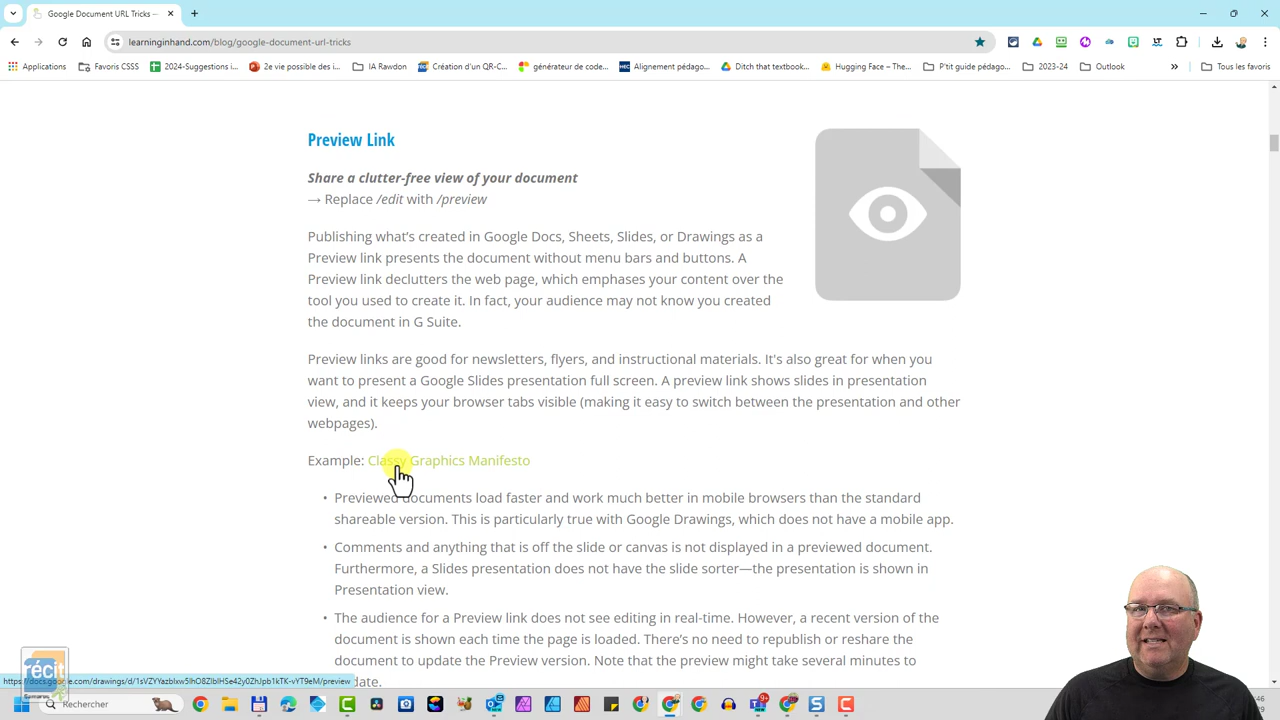 Google Document URL Tricks –
learninginhand.com/blog/google-document-url-tricks
Applications
Favoris CSSS
2024-Suggestions i...
2e vie possible des i...
IA Rawdon
Création d'un QR-C...
générateur de code...
Alignement pédago...
Ditch that textbook...
Hugging Face – The...
P'tit guide pédago...
2023-24
Outlook
»
Tous les favoris
Preview Link
Share a clutter-free view of your document
→ Replace /edit with /preview
Publishing what's created in Google Docs, Sheets, Slides, or Drawings as a
Preview link presents the document without menu bars and buttons. A
Preview link declutters the web page, which emphases your content over the
tool you used to create it. In fact, your audience may not know you created
the document in G Suite.
Preview links are good for newsletters, flyers, and instructional materials. It's also great for when you
want to present a Google Slides presentation full screen. A preview link shows slides in presentation
view, and it keeps your browser tabs visible (making it easy to switch between the presentation and other
webpages).
Example: Classy Graphics Manifesto
• Previewed documents load faster and work much better in mobile browsers than the standard
shareable version. This is particularly true with Google Drawings, which does not have a mobile app.
• Comments and anything that is off the slide or canvas is not displayed in a previewed document.
Furthermore, a Slides presentation does not have the slide sorter—the presentation is shown in
Presentation view.
• The audience for a Preview link does not see editing in real-time. However, a recent version of the
document is shown each time the page is loaded. There's no need to republish or reshare the
document to update the Preview version. Note that the preview might take several minutes to
date.
récit
Rechercher